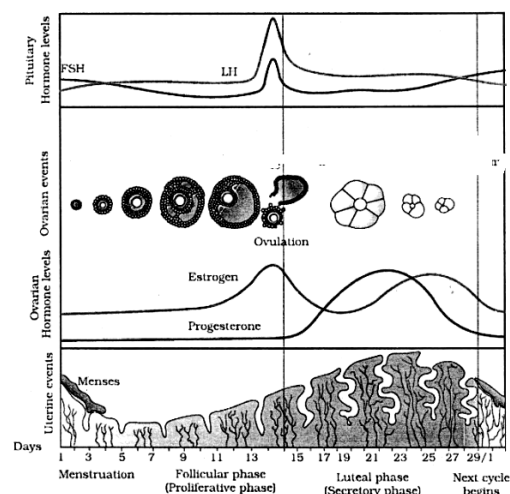 Pituitary
Hormone levels
FSH
LH
Ovarian events
Ovulation
Ovarian
Hormone levels
Estrogen
Progesterone
Uterine events
Menses
Days
1 3 5 7 9 11 13 15 17 19 21 23 25 27 29/1
Menstruation
Follicular phase
(Proliferative phase)
Luteal phase
(Secretory phase)
Next cycle
begins